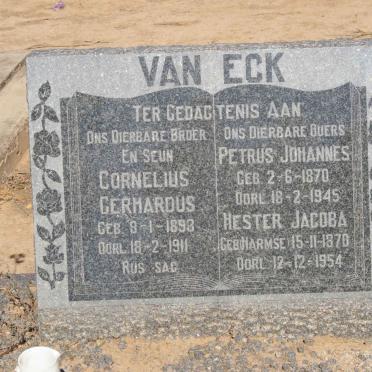 VAN ECK
TER GEDAGTENIS AAN
ONS DIERBARE BROER
EN SEUN
CORNELIUS
GERHARDUS
GEB 9-1-1893
OORL 18-2-1911
RUS SAG
ONS DIERBARE OUERS
PETRUS JOHANNES
GEB 2-6-1870
OORL 18-2-1945
HESTER JACOBA
GEB HARMSE 15-11-1870
OORL 12-12-1954